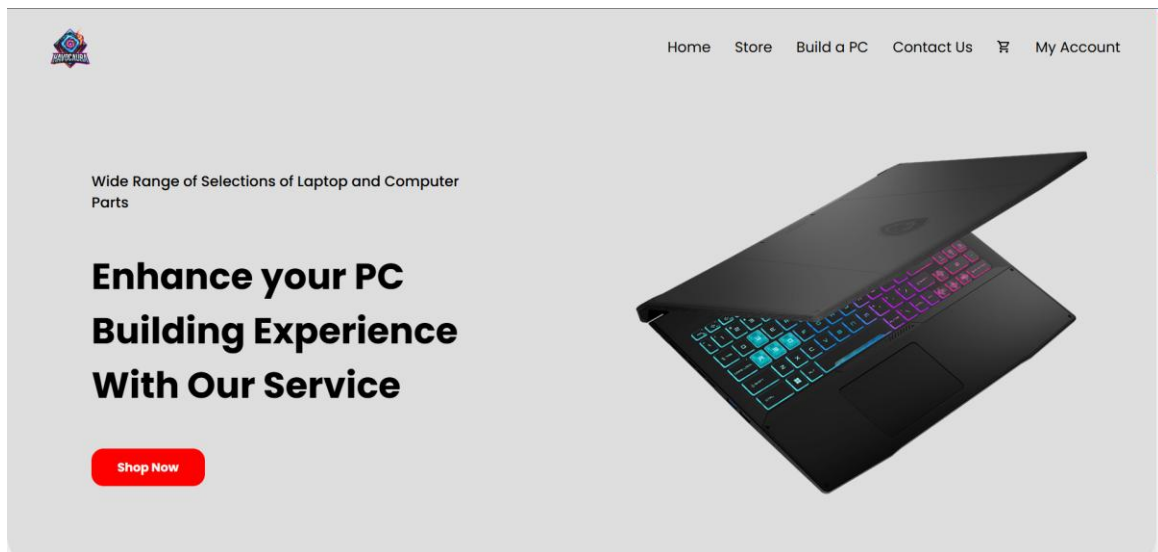 HAVOCAURA
Home Store Build a PC Contact Us My Account
Wide Range of Selections of Laptop and Computer
Parts
Enhance your PC
Building Experience
With Our Service
Shop Now